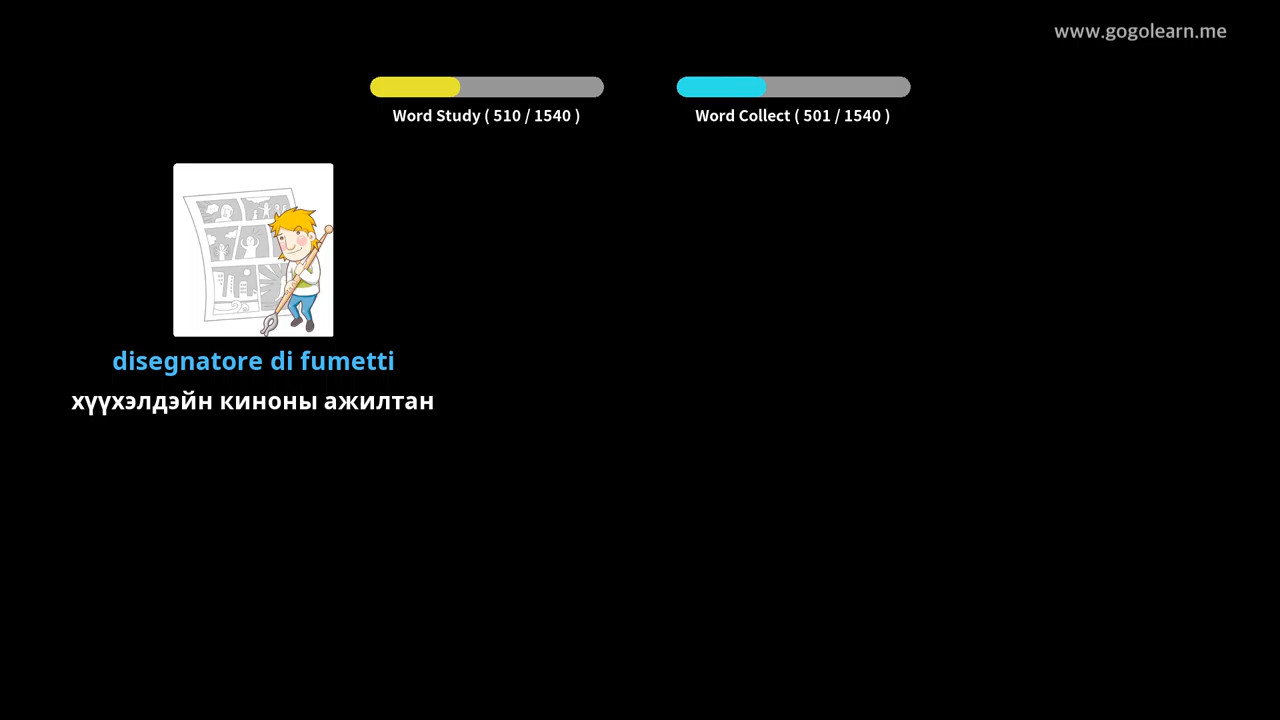 www.gogolearn.me
Word Study ( 510 / 1540 )
Word Collect ( 501 / 1540 )
disegnatore di fumetti
хүүхэлдэйн киноны ажилтан